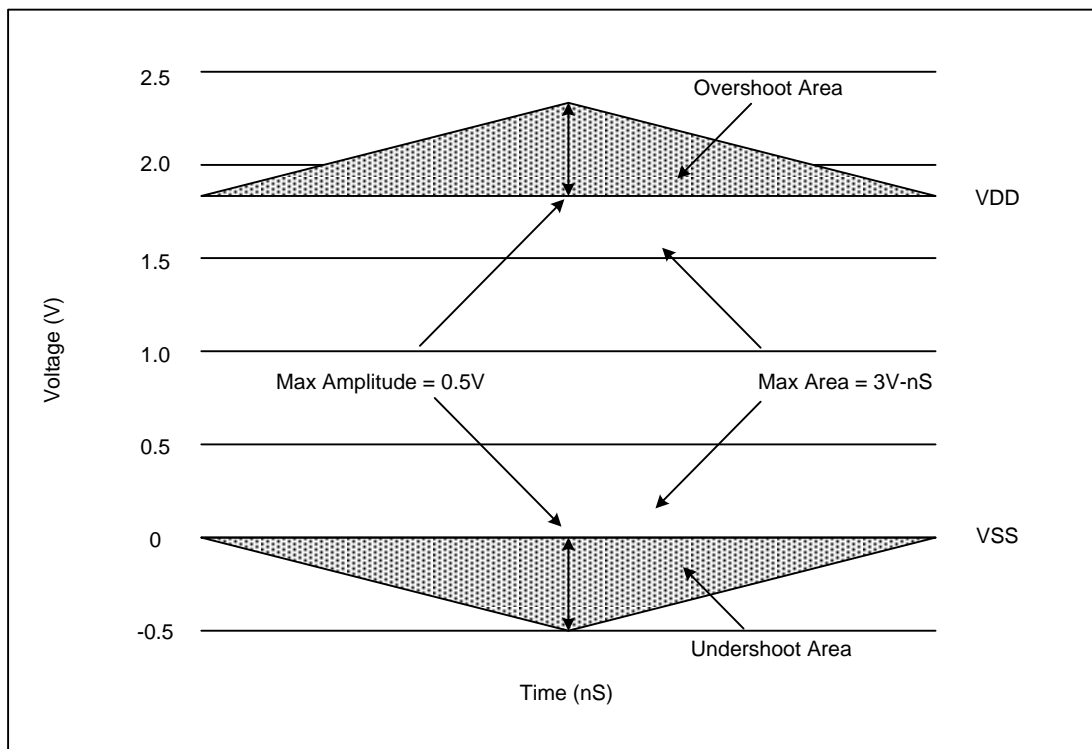 2.5
Overshoot Area
2.0
VDD
1.5
Voltage (V)
1.0
Max Amplitude = 0.5V
Max Area = 3V-nS
0.5
0
VSS
-0.5
Undershoot Area
Time (nS)